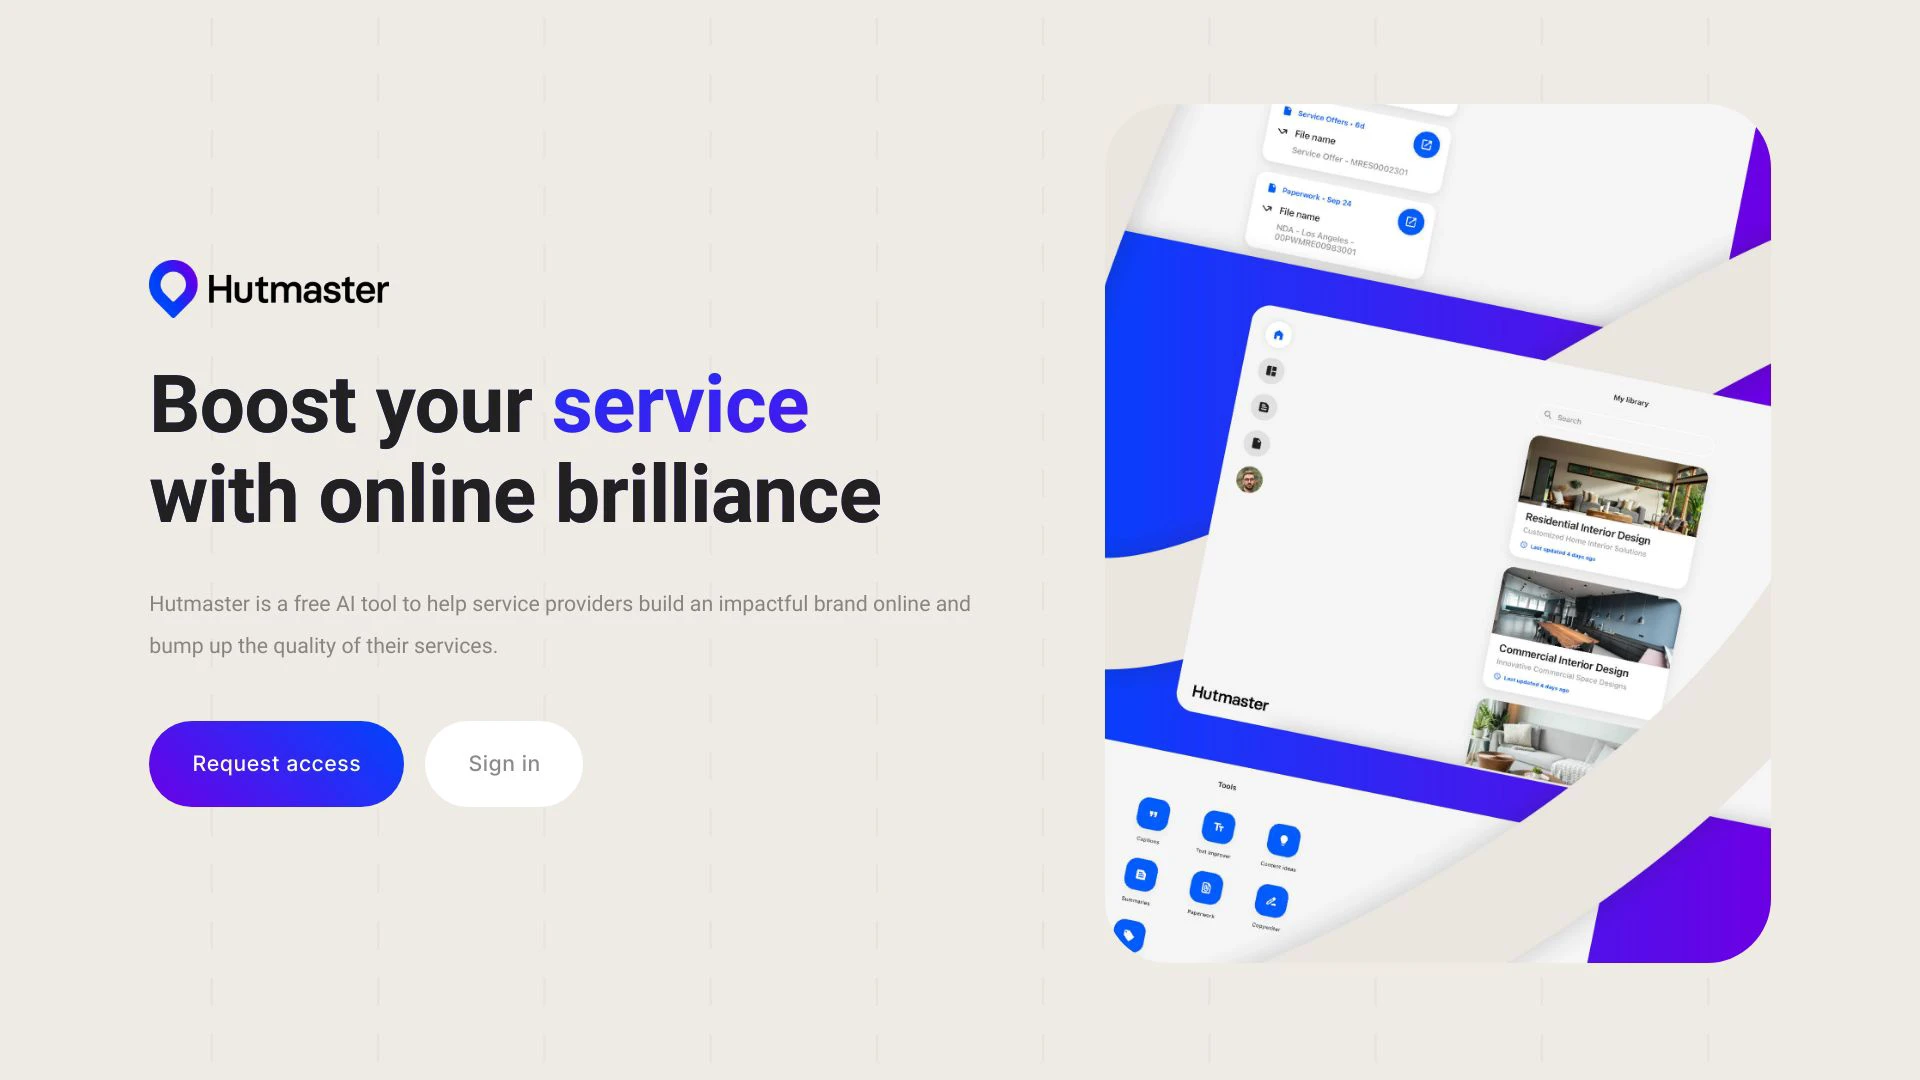 Hutmaster
Boost your service
with online brilliance
Hutmaster is a free AI tool to help service providers build an impactful brand online and
bump up the quality of their services.
Request access
Sign in
Service Offers • 6d
File name
Service Offer - MRES9002301
Paperwork • Sep 24
File name
NDA - Los Angeles -
00PWMRE00983001
My library
Search
Residential Interior Design
Customized Home Interior Solutions
Last updated 4 days ago
Commercial Interior Design
Innovative Commercial Space Designs
Last updated 4 days ago
Hutmaster
Tools
Captions
Text improver
Content ideas
Summaries
Paperwork
Copywriter